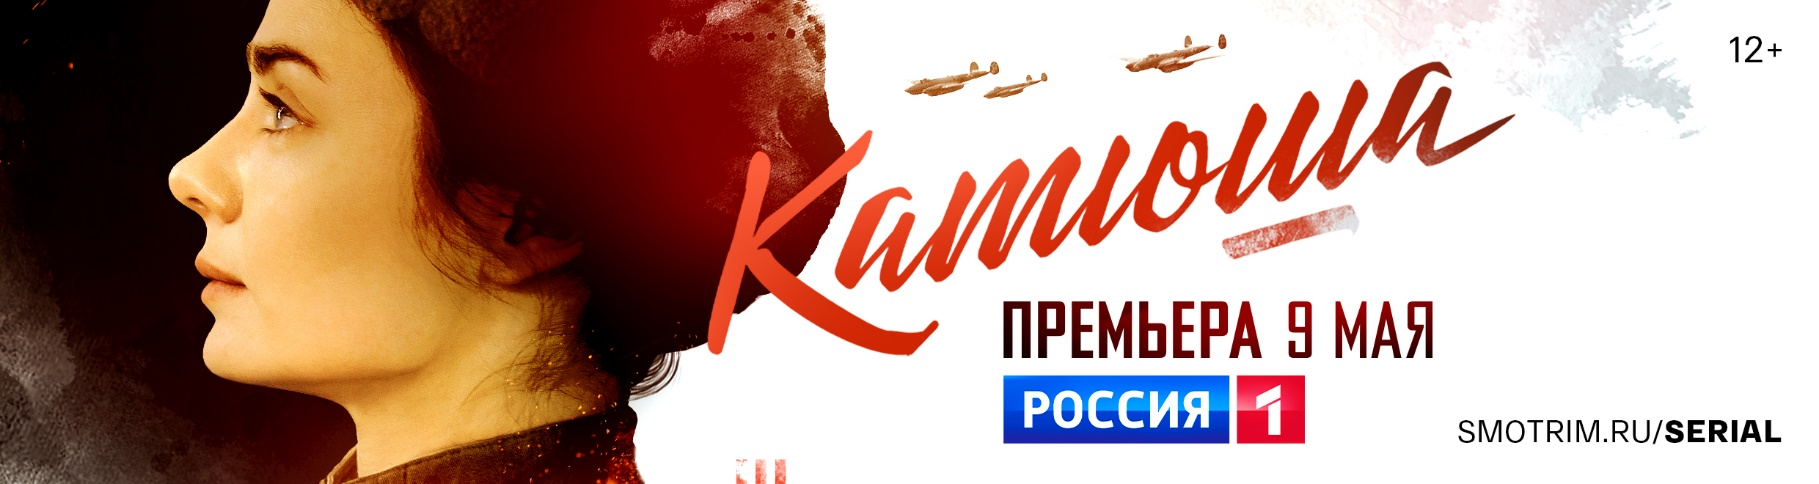 12+
Катюша
ПРЕМЬЕРА 9 МАЯ
РОССИЯ 1
SMOTRIM.RU/SERIAL